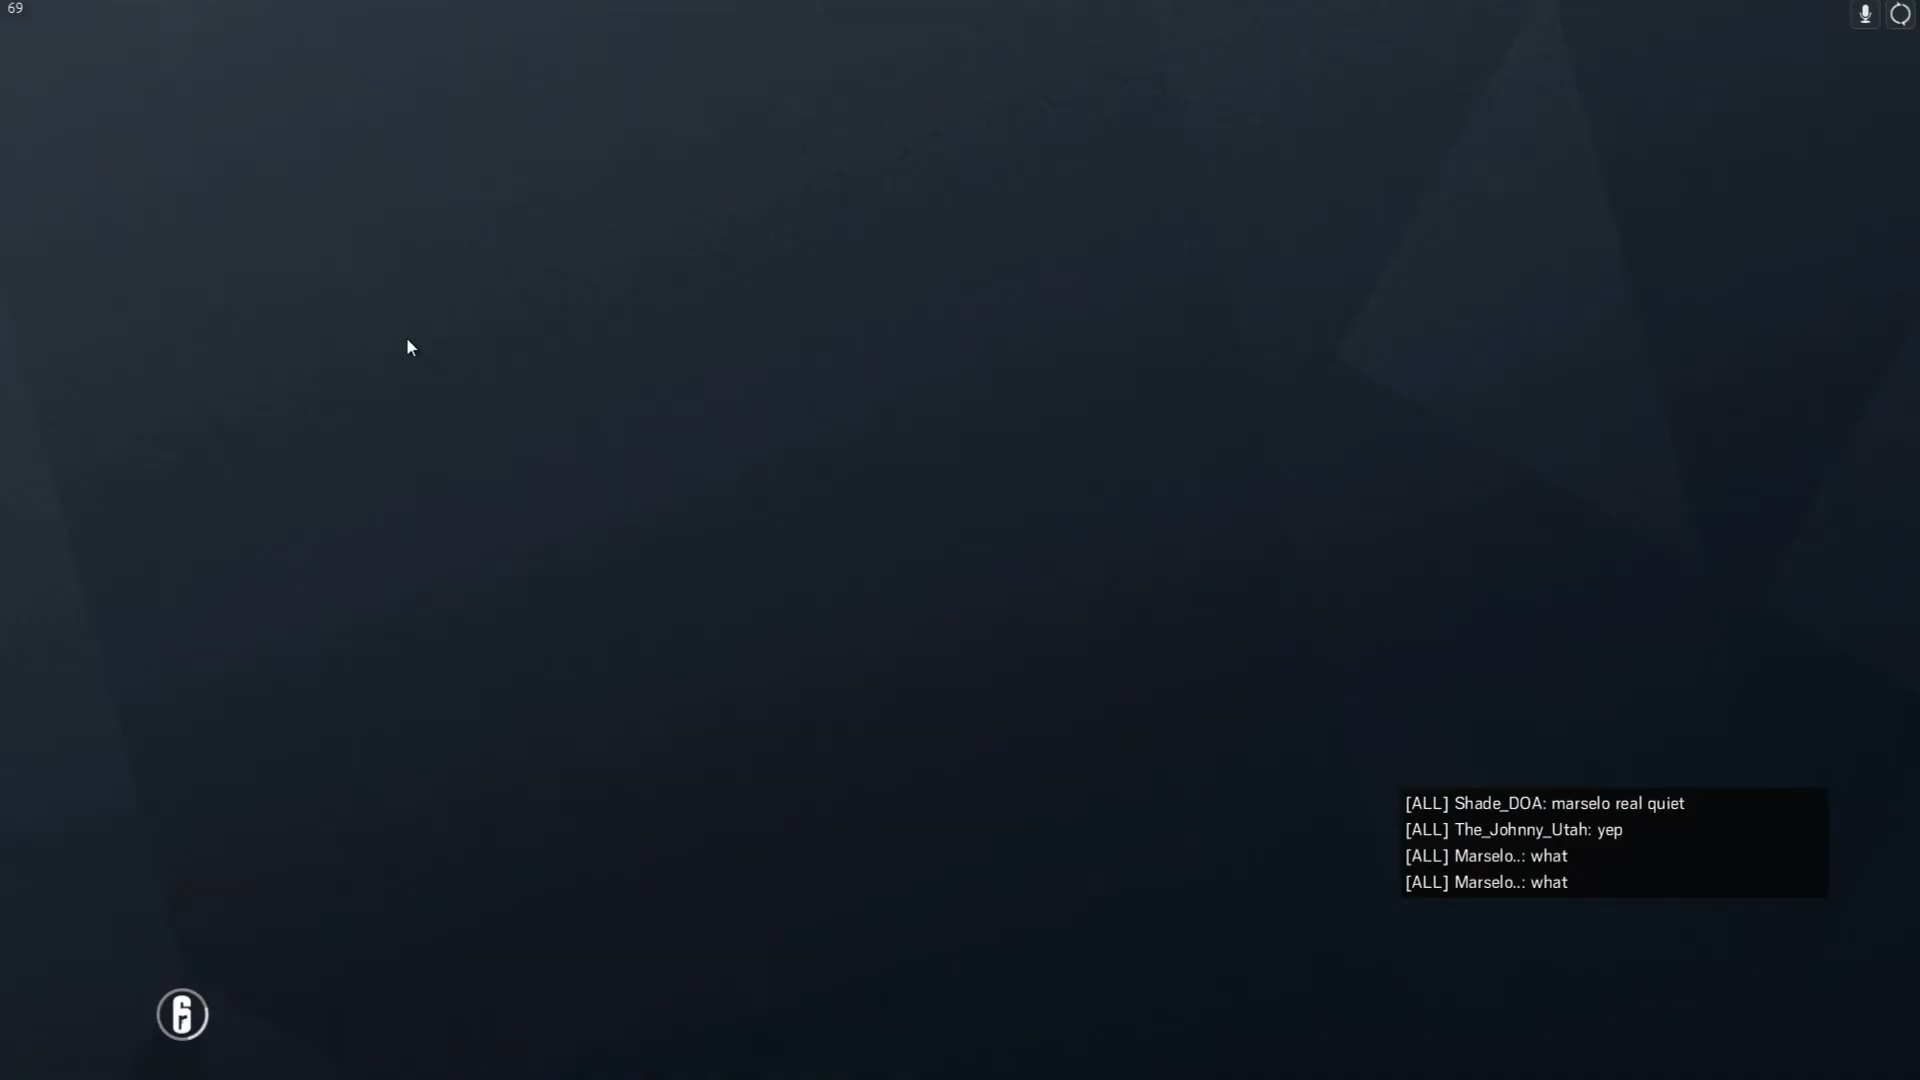 69
[ALL] Shade_DOA: marselo real quiet
[ALL] The_Johnny_Utah: yep
[ALL] Marselo..: what
[ALL] Marselo..: what